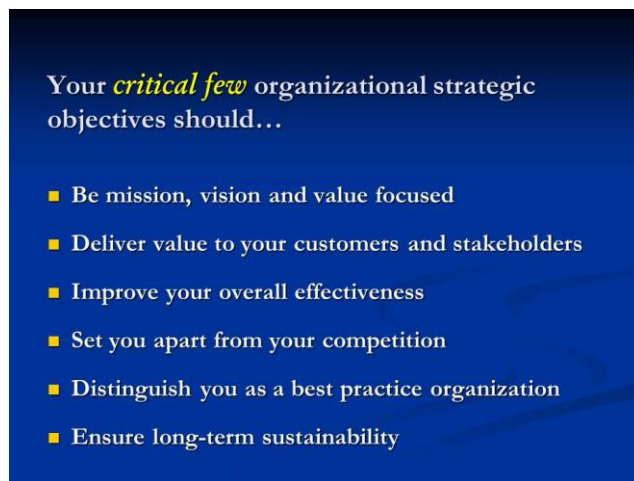 Your critical few organizational strategic
objectives should…
Be mission, vision and value focused
Deliver value to your customers and stakeholders
Improve your overall effectiveness
Set you apart from your competition
Distinguish you as a best practice organization
Ensure long-term sustainability